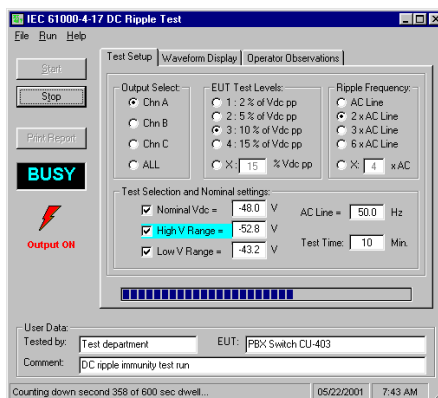 IEC 61000-4-17 DC Ripple Test
File Run Help
Test Setup Waveform Display Operator Observations
Start
Stop
Print Report
BUSY
Output ON
Output Select:
Chn A
Chn B
Chn C
ALL
EUT Test Levels:
1 : 2 % of Vdc pp
2 : 5 % of Vdc pp
3 : 10 % of Vdc pp
4 : 15% of Vdc pp
X : 15 % Vdc pp
Ripple Frequency:
AC Line
2 x AC Line
3 x AC Line
6 x AC Line
X: 4 x AC
Test Selection and Nominal settings:
Nominal Vdc = -48.0 V
High V Range = -52.8 V
Low V Range = -43.2 V
AC Line = 50.0 Hz
Test Time: 10 Min.
User Data:
Tested by: Test department EUT: PBX Switch CU-403
Comment: DC ripple immunity test run
Counting down second 358 of 600 sec dwell... 05/22/2001 7:43 AM